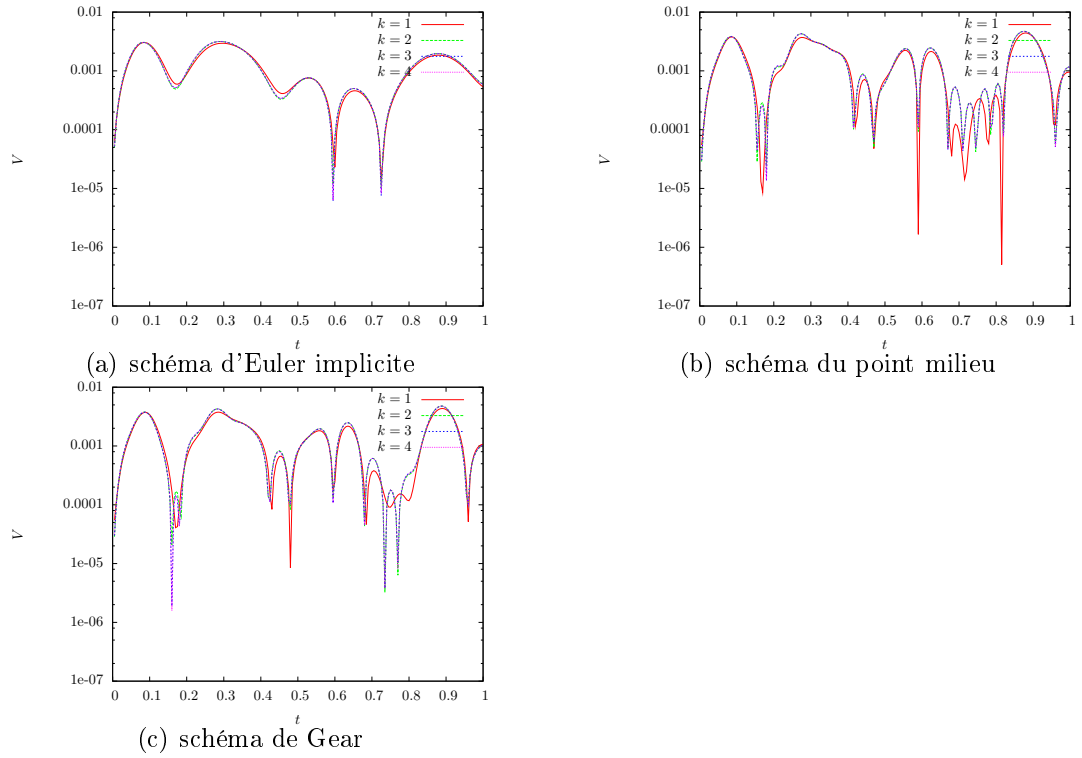 0.01
0.001
0.0001
1e-05
1e-06
1e-07
V
k = 1
k = 2
k = 3
k = 4
0 0.1 0.2 0.3 0.4 0.5 0.6 0.7 0.8 0.9 1
t
(a) schéma d'Euler implicite
0.01
0.001
0.0001
1e-05
1e-06
1e-07
V
k = 1
k = 2
k = 3
k = 4
0 0.1 0.2 0.3 0.4 0.5 0.6 0.7 0.8 0.9 1
t
(b) schéma du point milieu
0.01
0.001
0.0001
1e-05
1e-06
1e-07
V
k = 1
k = 2
k = 3
k = 4
0 0.1 0.2 0.3 0.4 0.5 0.6 0.7 0.8 0.9 1
t
(c) schéma de Gear